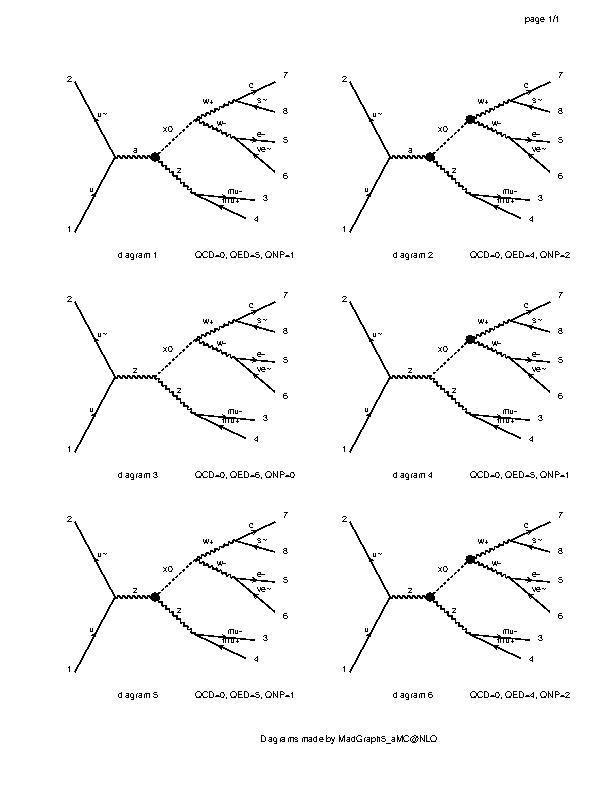 page 1/1
2 u~ u 1 a x0 z w+ w- c s~ e- ve~ mu- mu+ 7 8 5 6 3 4
2 u~ u 1 a x0 z w+ w- c s~ e- ve~ mu- mu+ 7 8 5 6 3 4
diagram 1 QCD=0, QED=5, QNP=1
diagram 2 QCD=0, QED=4, QNP=2
2 u~ u 1 z x0 z w+ w- c s~ e- ve~ mu- mu+ 7 8 5 6 3 4
2 u~ u 1 z x0 z w+ w- c s~ e- ve~ mu- mu+ 7 8 5 6 3 4
diagram 3 QCD=0, QED=6, QNP=0
diagram 4 QCD=0, QED=5, QNP=1
2 u~ u 1 z x0 z w+ w- c s~ e- ve~ mu- mu+ 7 8 5 6 3 4
2 u~ u 1 z x0 z w+ w- c s~ e- ve~ mu- mu+ 7 8 5 6 3 4
diagram 5 QCD=0, QED=5, QNP=1
diagram 6 QCD=0, QED=4, QNP=2
Diagrams made by MadGraph5_aMC@NLO